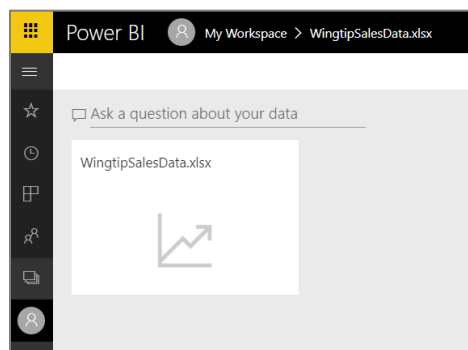 Power BI My Workspace > WingtipSalesData.xlsx
Ask a question about your data
WingtipSalesData.xlsx